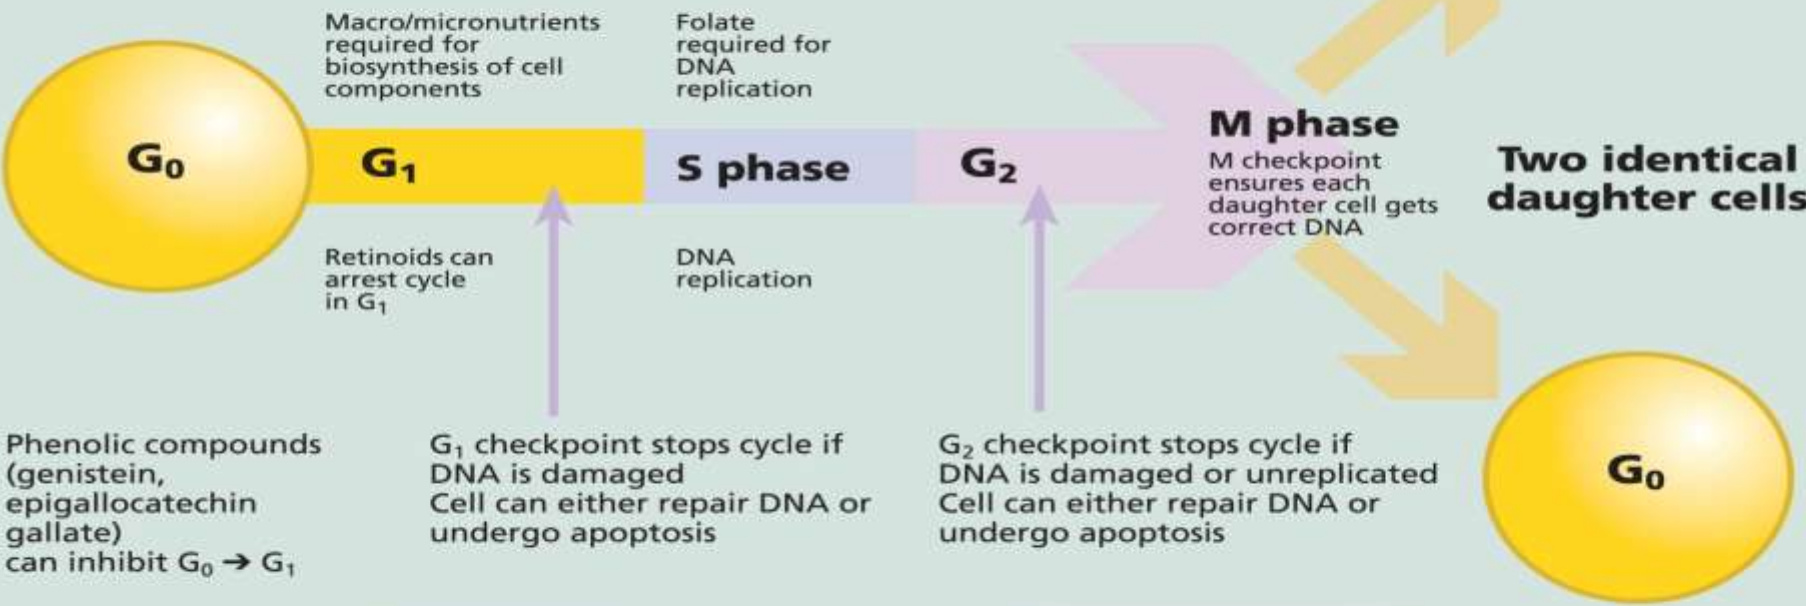 Macro/micronutrients
required for
biosynthesis of cell
components
Folate
required for
DNA
replication
G₀
G₁
S phase
G₂
M phase
M checkpoint
ensures each
daughter cell gets
correct DNA
Two identical
daughter cells
Retinoids can
arrest cycle
in G₁
DNA
replication
Phenolic compounds
(genistein,
epigallocatechin
gallate)
can inhibit G₀ → G₁
G₁ checkpoint stops cycle if
DNA is damaged
Cell can either repair DNA or
undergo apoptosis
G₂ checkpoint stops cycle if
DNA is damaged or unreplicated
Cell can either repair DNA or
undergo apoptosis
G₀